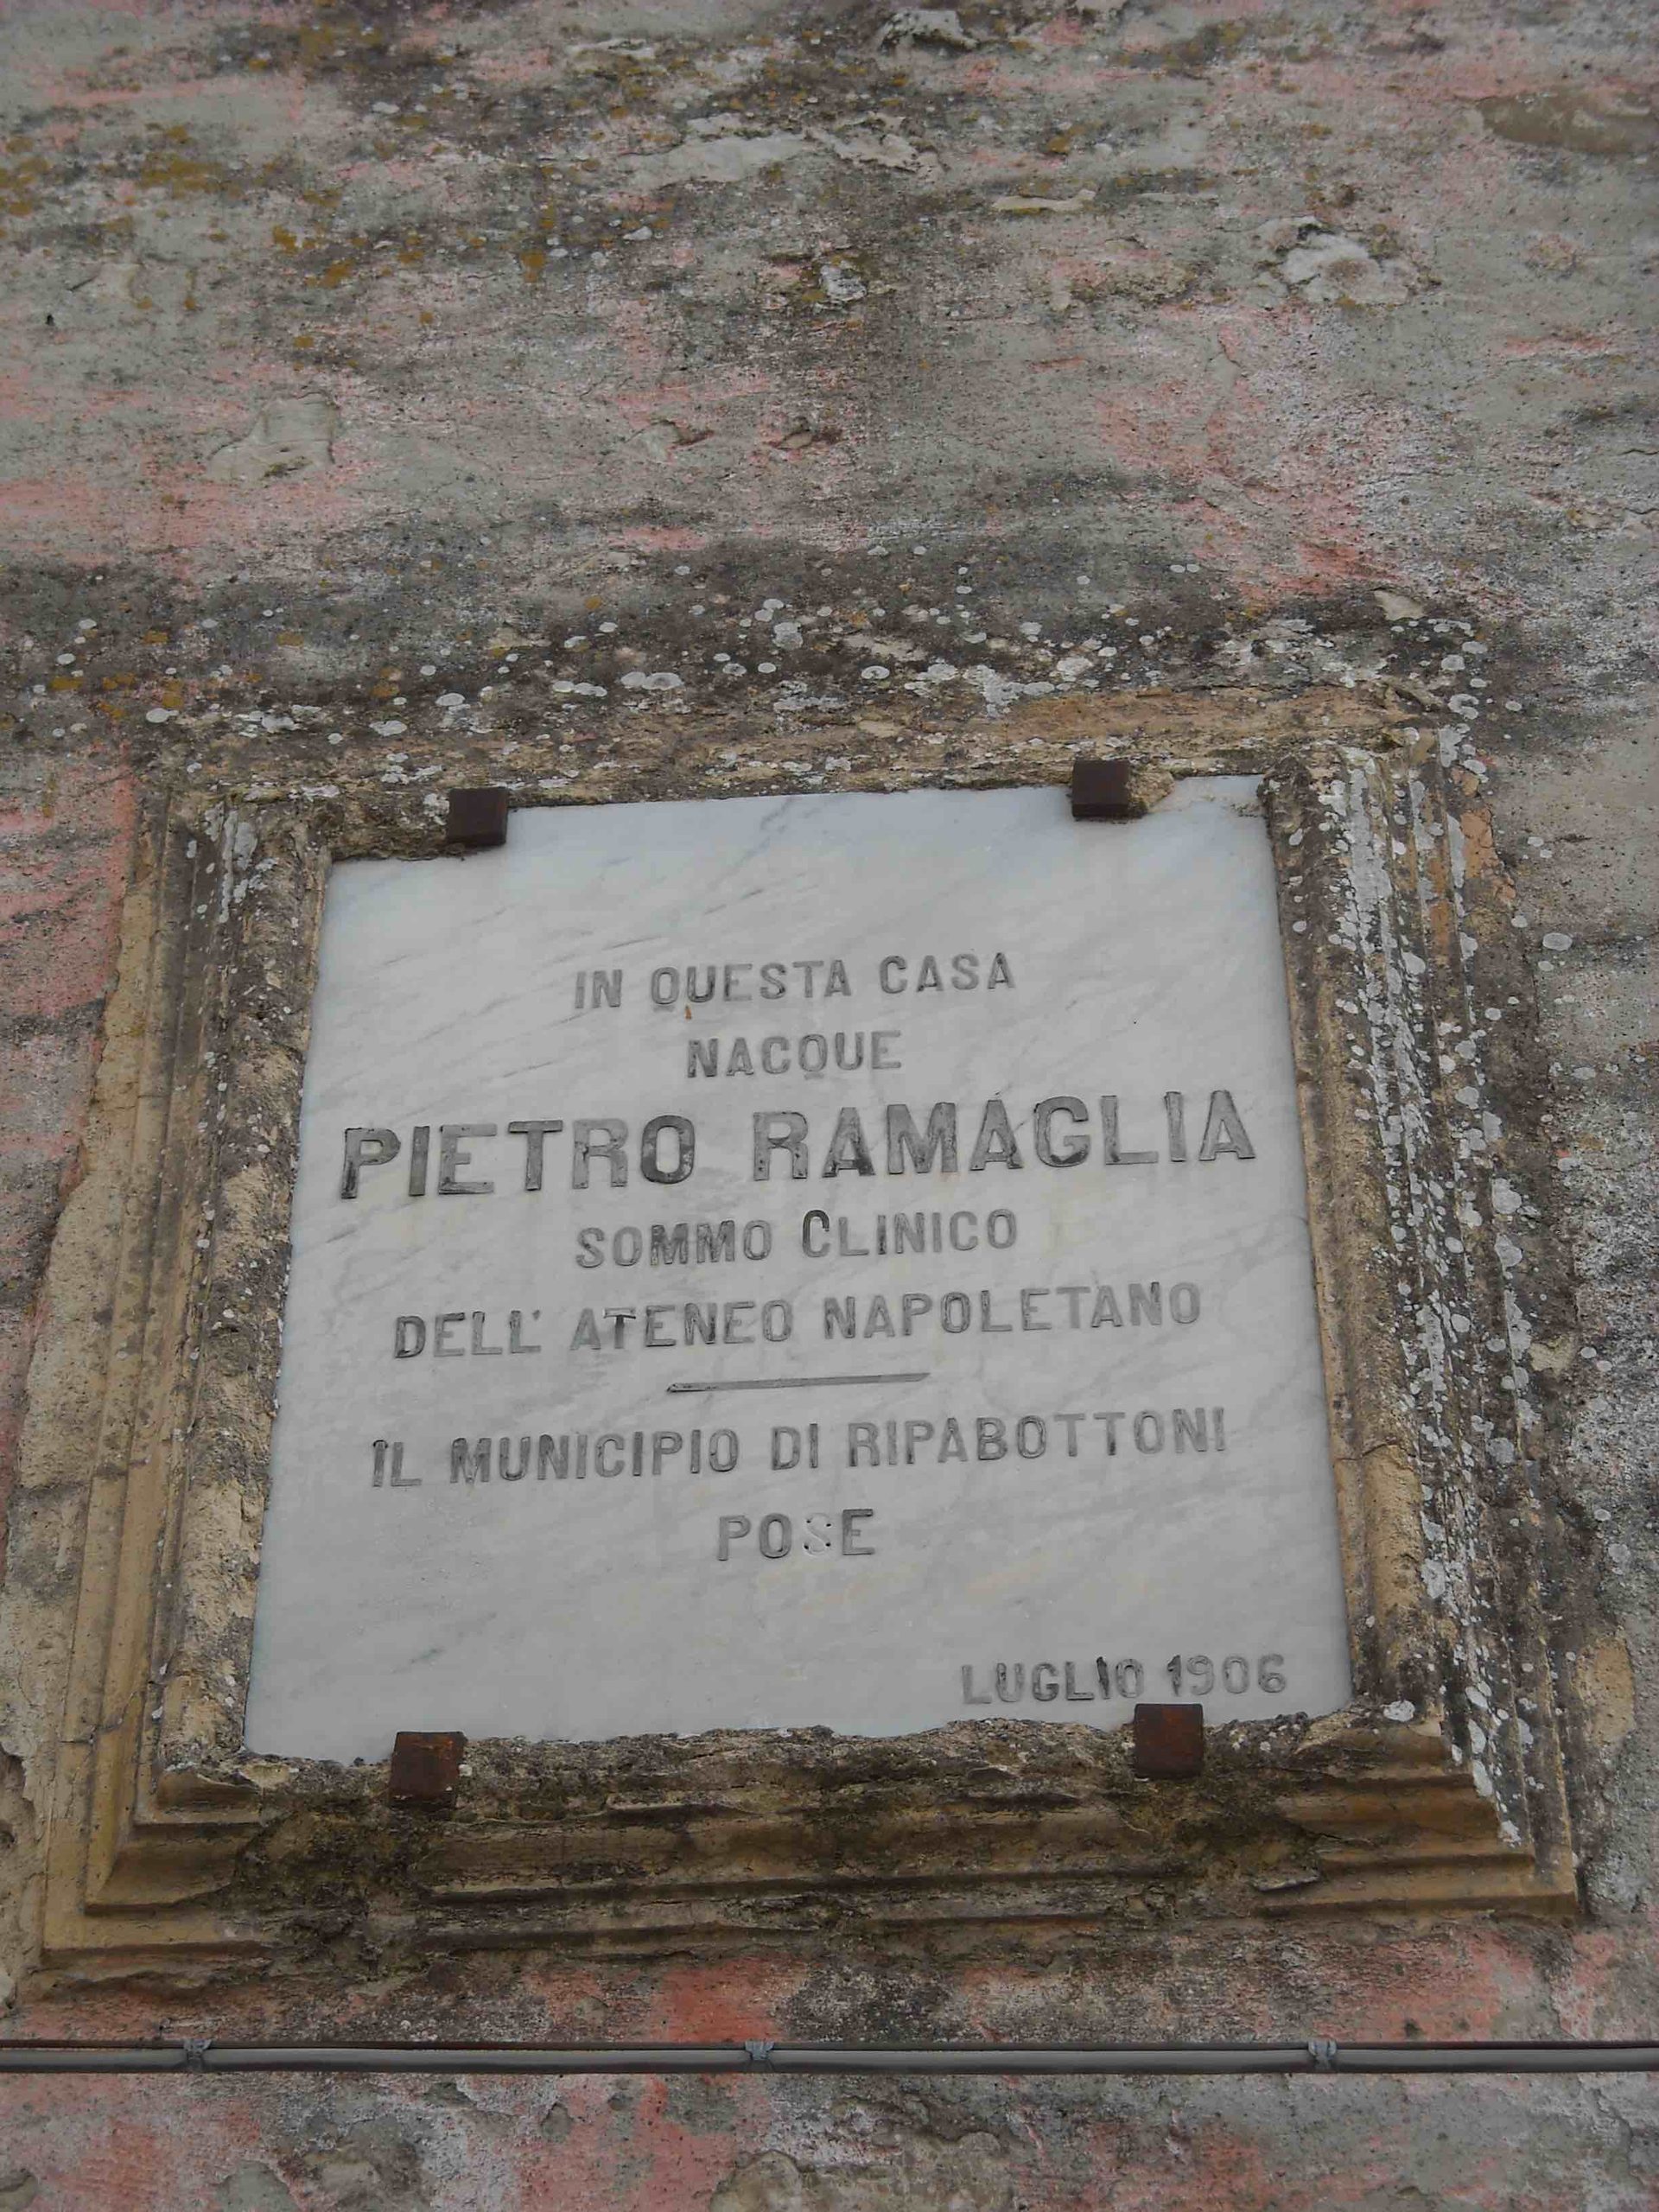 IN QUESTA CASA
NACQUE
PIETRO RAMAGLIA
SOMMO CLINICO
DELL' ATENEO NAPOLETANO
IL MUNICIPIO DI RIPABOTTONI
POSE
LUGLIO 1906